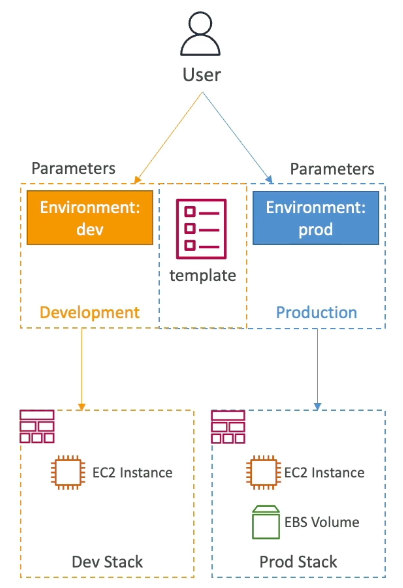 User
Parameters
Parameters
Environment:
dev
Environment:
prod
template
Development
Production
EC2 Instance
EC2 Instance
EBS Volume
Dev Stack
Prod Stack